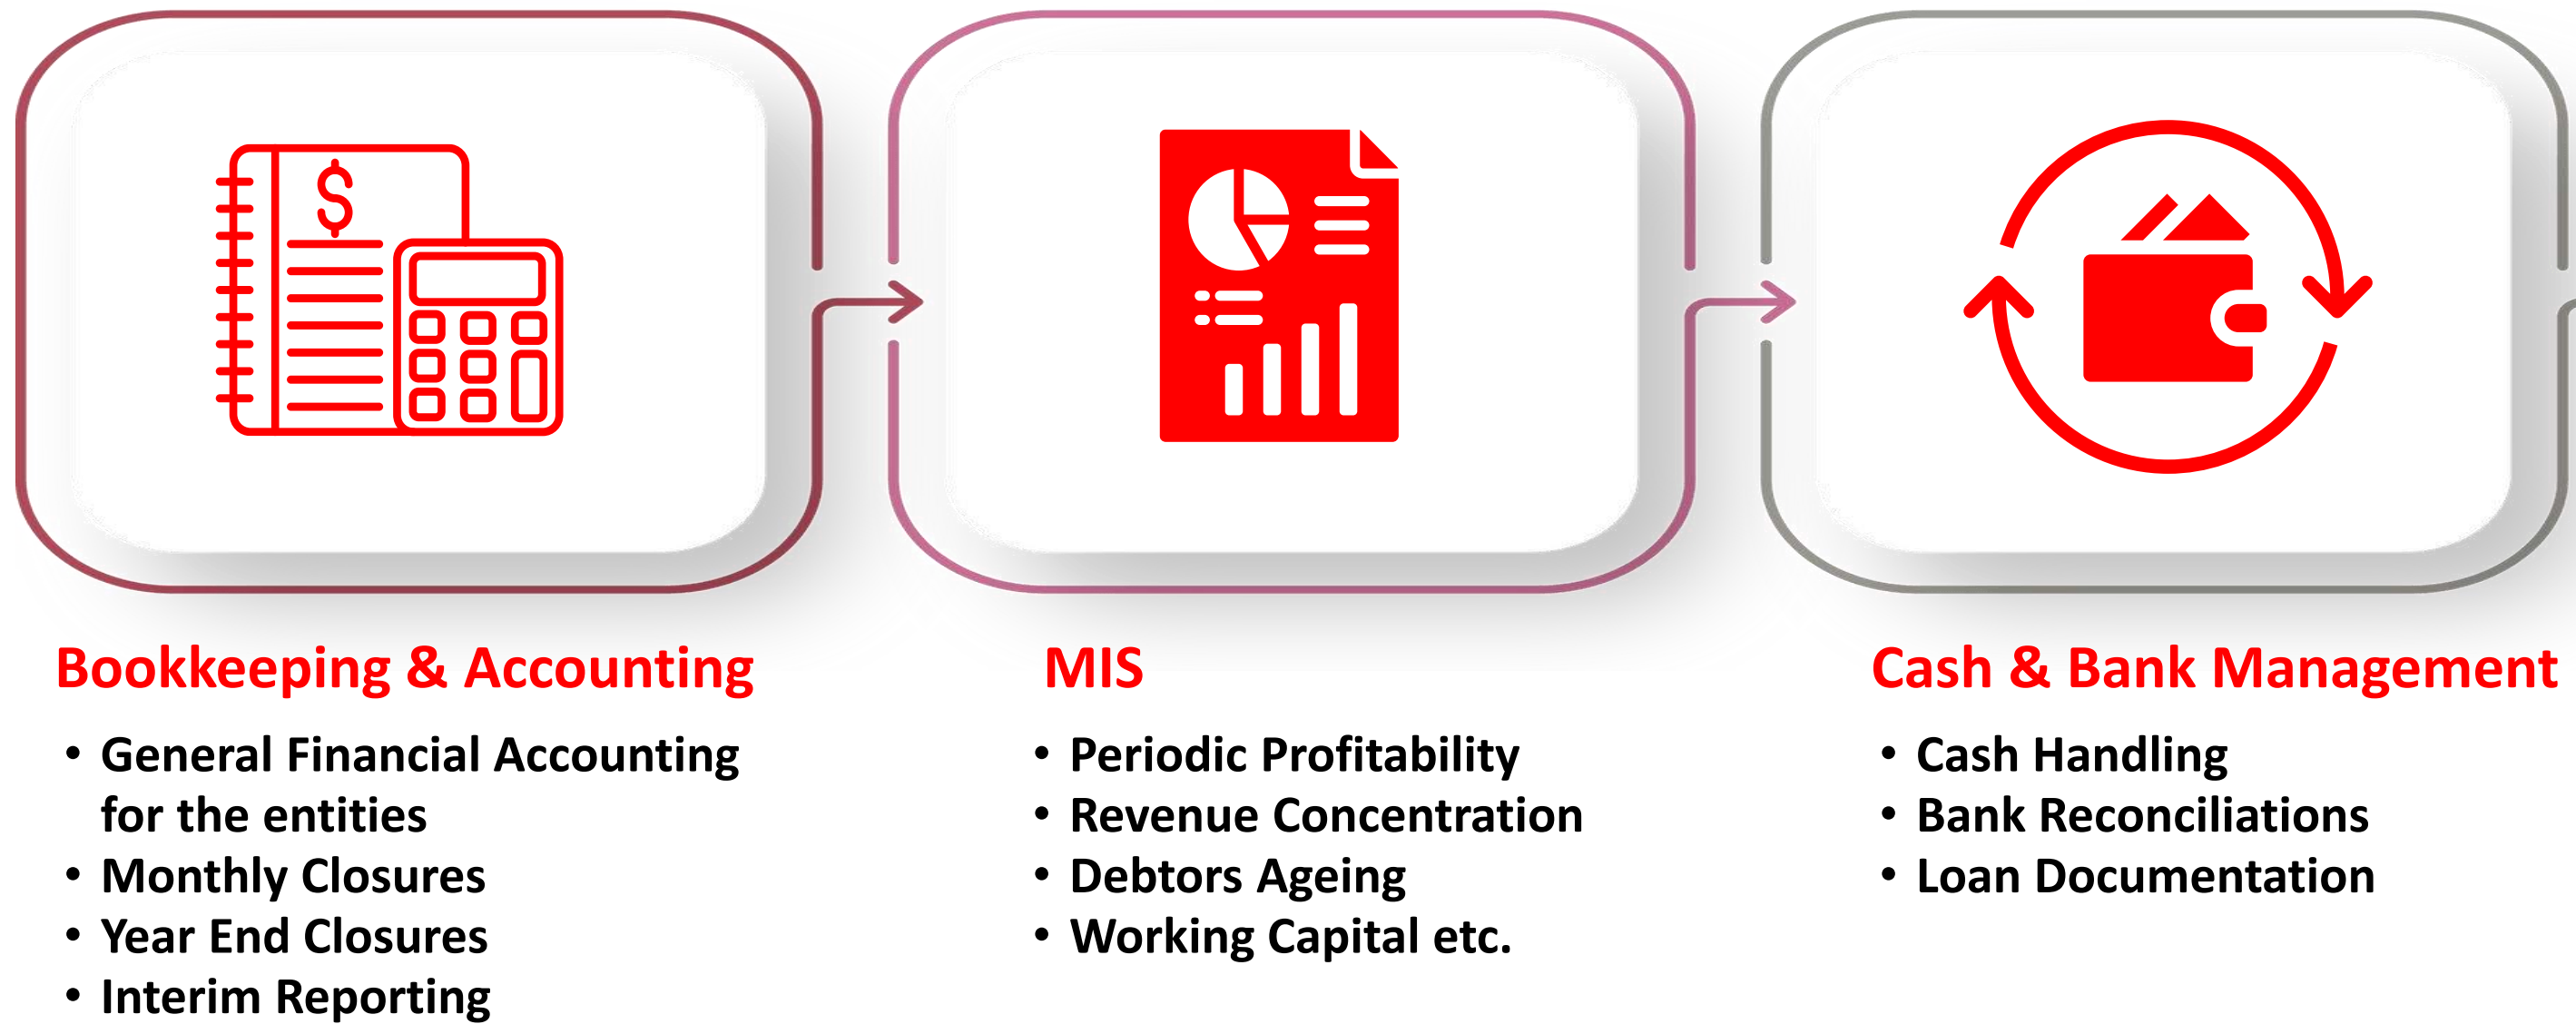 $
Bookkeeping & Accounting
• General Financial Accounting
for the entities
• Monthly Closures
• Year End Closures
• Interim Reporting
MIS
• Periodic Profitability
• Revenue Concentration
• Debtors Ageing
• Working Capital etc.
Cash & Bank Management
• Cash Handling
• Bank Reconciliations
• Loan Documentation